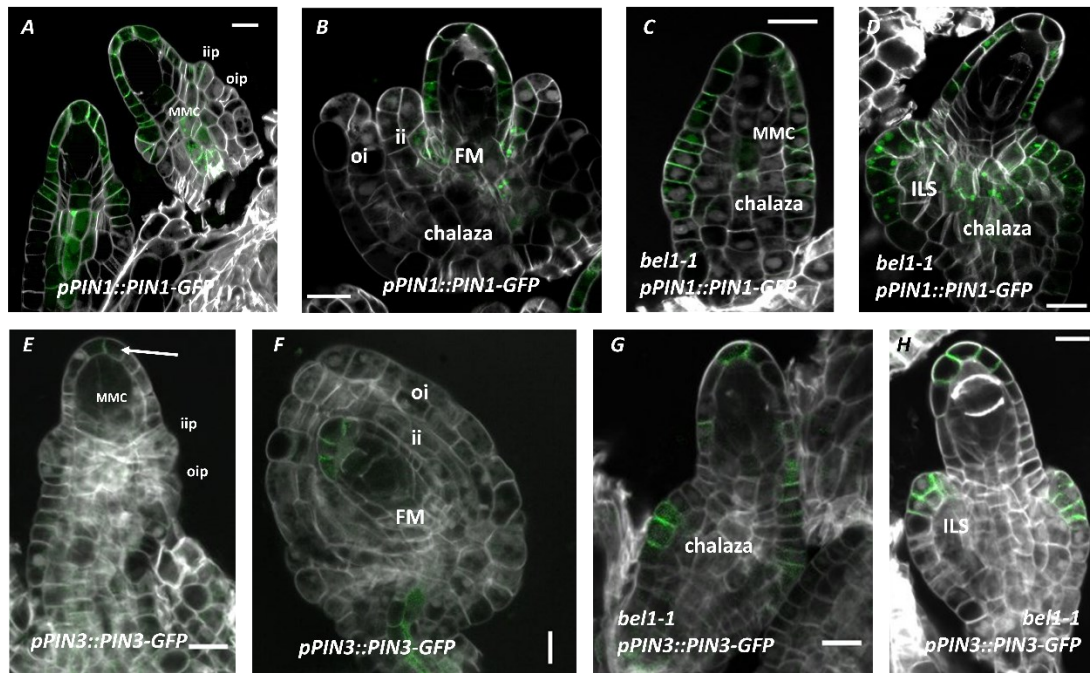 A
iip
oip
MMC
pPIN1::PIN1-GFP
B
oi
ii
FM
chalaza
pPIN1::PIN1-GFP
C
MMC
chalaza
bel1-1
pPIN1::PIN1-GFP
D
ILS
chalaza
bel1-1
pPIN1::PIN1-GFP
E
MMC
iip
oip
pPIN3::PIN3-GFP
F
oi
ii
FM
pPIN3::PIN3-GFP
G
chalaza
bel1-1
pPIN3::PIN3-GFP
H
ILS
bel1-1
pPIN3::PIN3-GFP